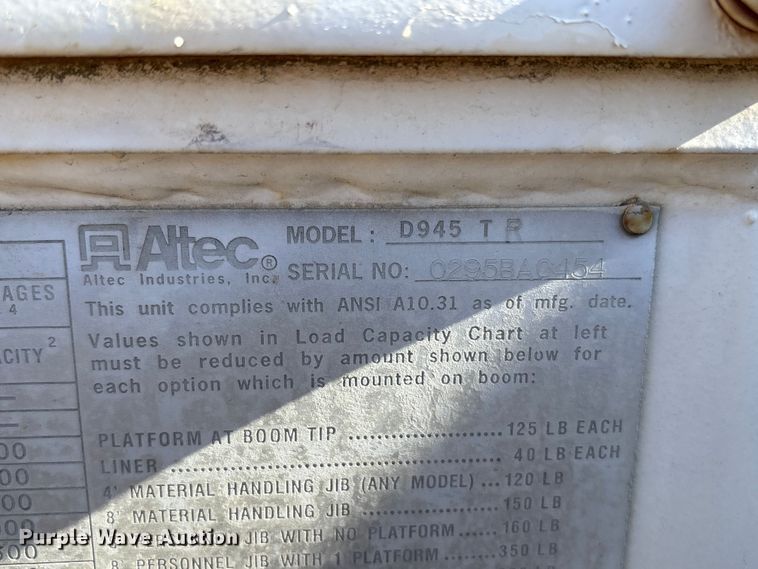 Altec®
Altec Industries, Inc.
MODEL: D945 TR
SERIAL NO: 0295BA0454
This unit complies with ANSI A10.31 as of mfg. date.
Values shown in Load Capacity Chart at left
must be reduced by amount shown below for
each option which is mounted on boom:
PLATFORM AT BOOM TIP ........................ 125 LB EACH
LINER .................................................. 40 LB EACH
4' MATERIAL HANDLING JIB (ANY MODEL) ... 120 LB
8' MATERIAL HANDLING JIB ................... 150 LB
JIB WITH NO PLATFORM ...... 160 LB
8' PERSONNEL JIB WITH 1 PLATFORM ........ 350 LB
AGES
4
ACITY 2
00
00
00
000
500
Purple Wave Auction